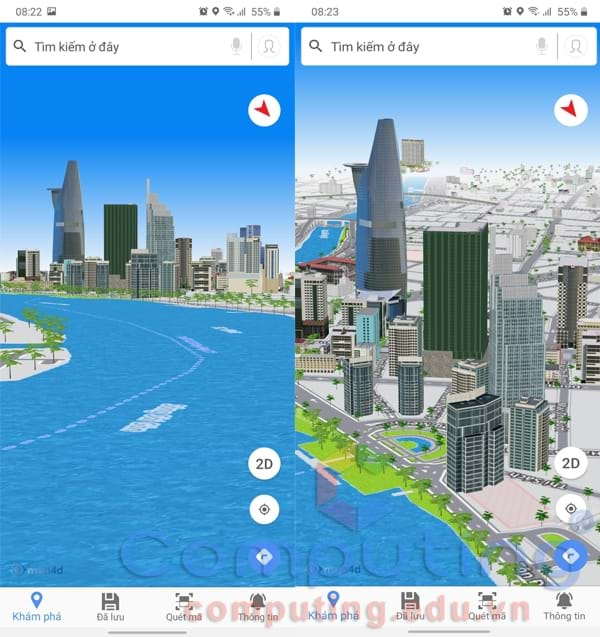 08:22
55%
Tìm kiếm ở đây
2D
map4d
Khám phá
Đã lưu
Quét mã
Thông tin
08:23
55%
Tìm kiếm ở đây
2D
map4d
Khám phá
Đã lưu
Quét mã
Thông tin
Computing
computing.edu.vn